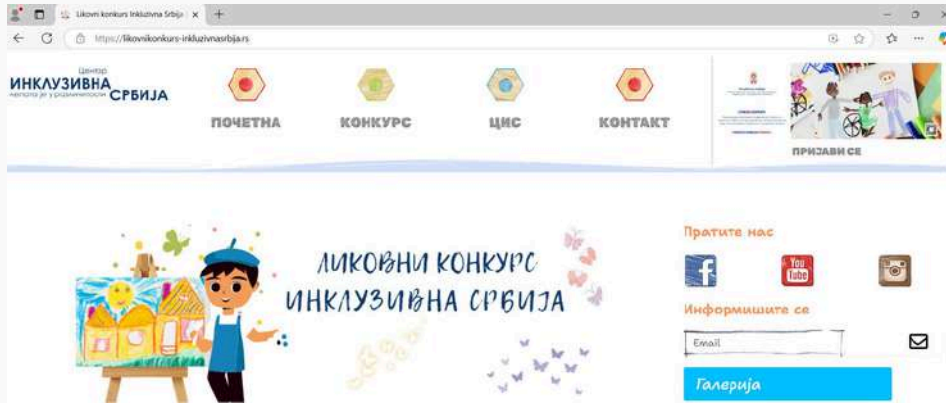 Likovni konkurs Inkluzivna Srbija
https://likovnikonkurs-inkluzivnasrbija.rs
Центар
ИНКЛУЗИВНА
СРБИЈА
ПОЧЕТНА
КОНКУРС
ЦИС
КОНТАКТ
ПРИЈАВИ СЕ
ЛИКОВНИ КОНКУРС
ИНКЛУЗИВНА СРБИЈА
Пратите нас
f
You
Tube
Информишите се
Email
Галерија